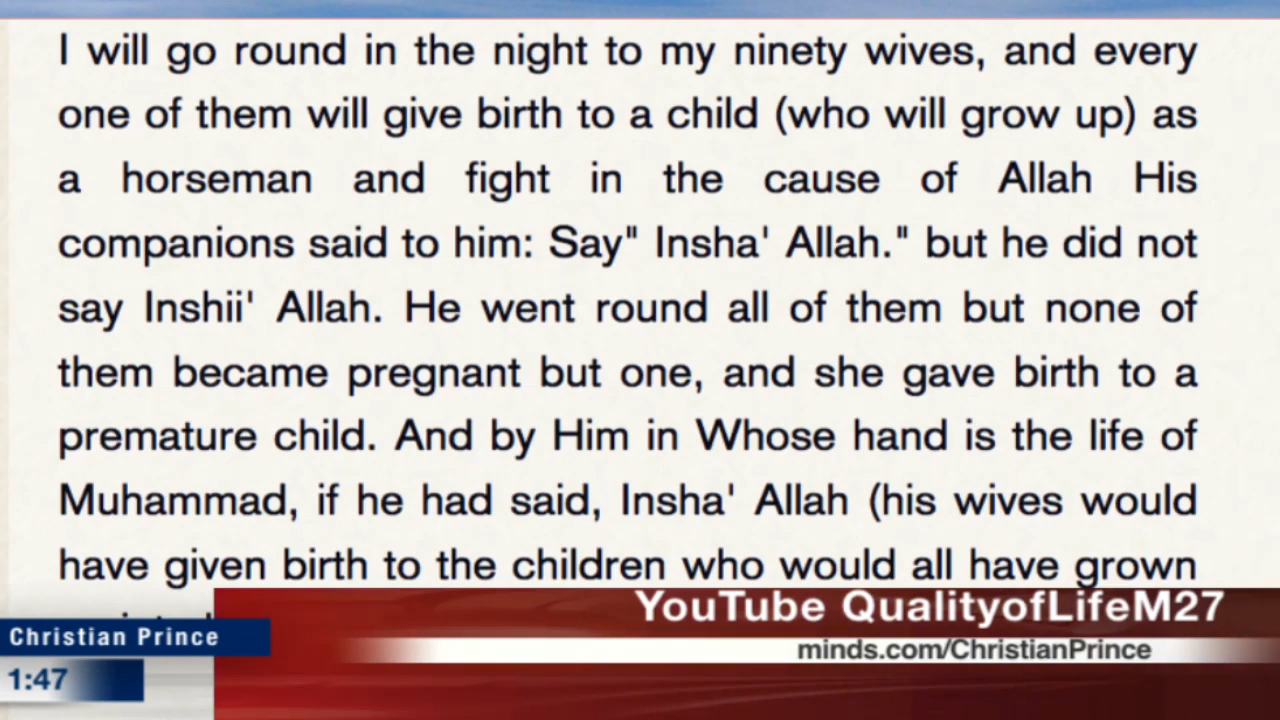 I will go round in the night to my ninety wives, and every
one of them will give birth to a child (who will grow up) as
a horseman and fight in the cause of Allah His
companions said to him: Say" Insha' Allah." but he did not
say Inshii' Allah. He went round all of them but none of
them became pregnant but one, and she gave birth to a
premature child. And by Him in Whose hand is the life of
Muhammad, if he had said, Insha' Allah (his wives would
have given birth to the children who would all have grown
YouTube QualityofLifeM27
Christian Prince
minds.com/ChristianPrince
1:47